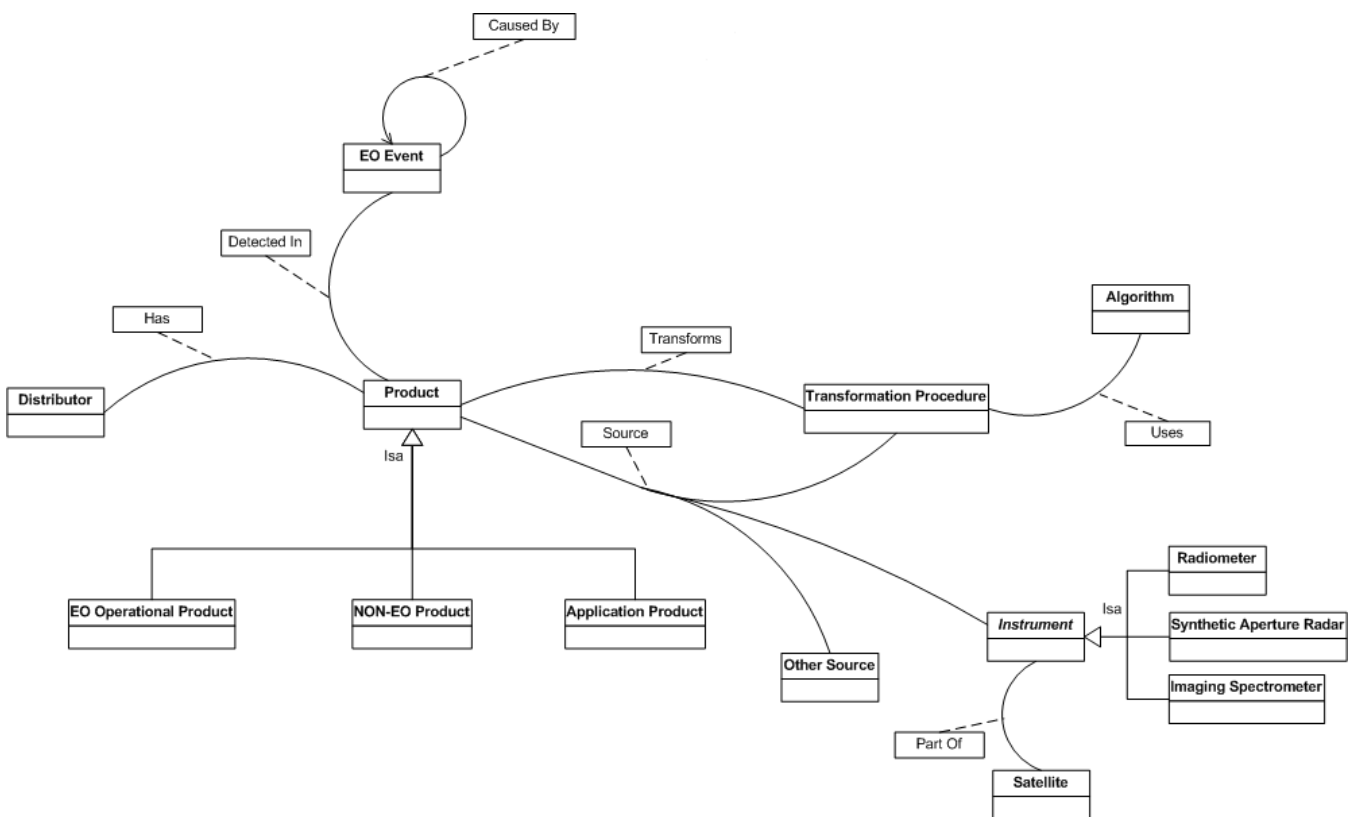 Caused By
EO Event
Detected In
Has
Algorithm
Transforms
Distributor
Product
Transformation Procedure
Source
Uses
Isa
Radiometer
Isa
EO Operational Product
NON-EO Product
Application Product
Instrument
Synthetic Aperture Radar
Other Source
Imaging Spectrometer
Part Of
Satellite